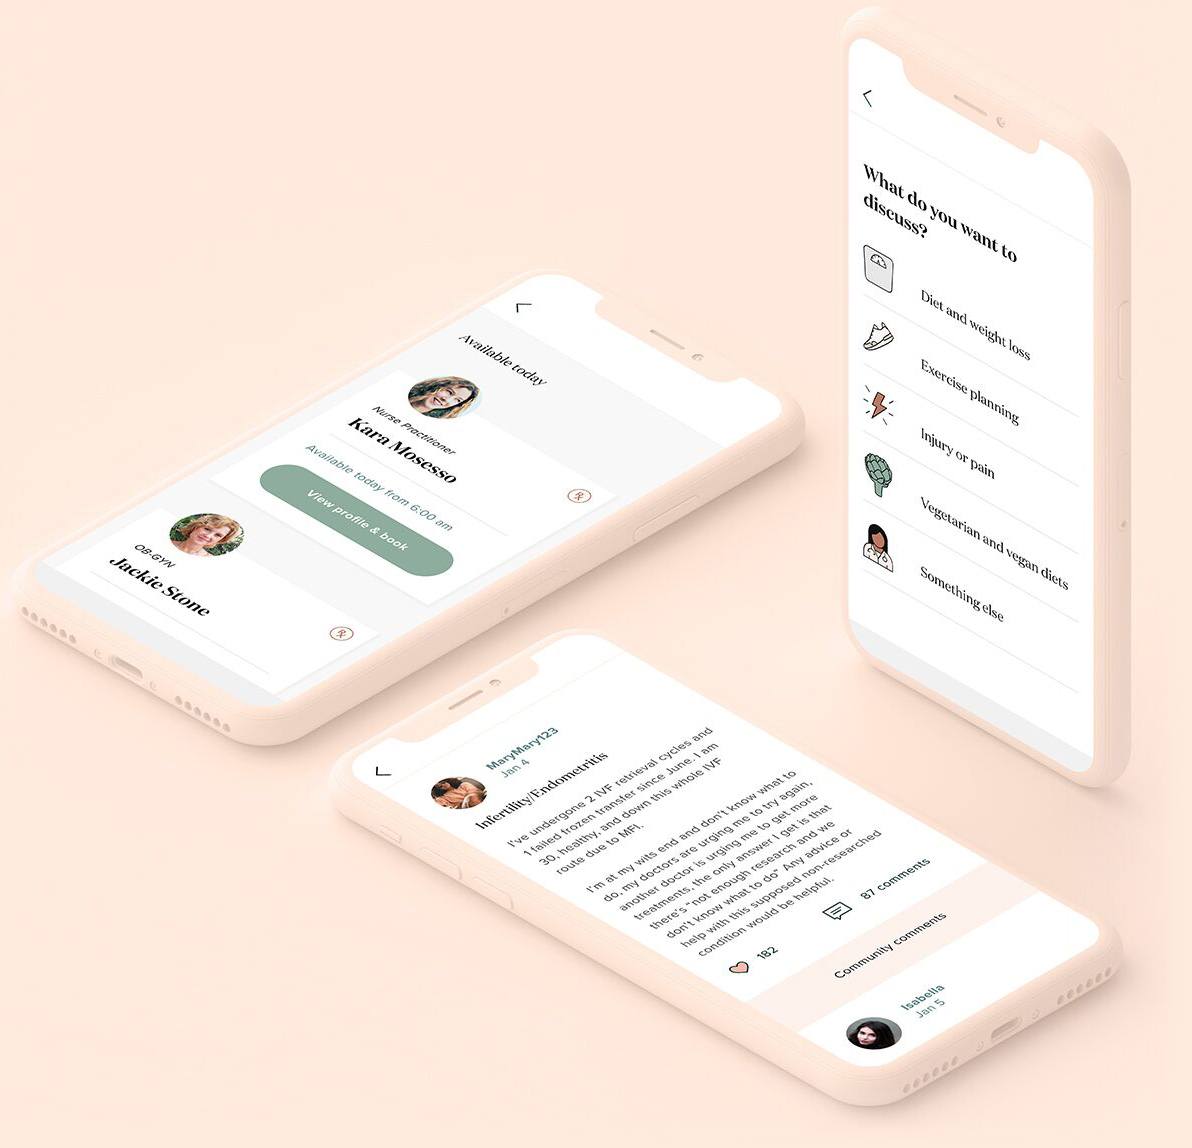 Available today
Nurse Practitioner
Kara Mosesso
Available today from 6:00 am
View profile & book
Rx
OB-GYN
Jackie Stone
Rx
What do you want to
discuss?
Diet and weight loss
Exercise planning
Injury or pain
Vegetarian and vegan diets
Something else
MaryMary123
Jan 4
Infertility/Endometritis
I've undergone 2 IVF retrieval cycles and
1 failed frozen transfer since June. I am
30, healthy, and down this whole IVF
route due to MFI.
I'm at my wits end and don't know what to
do, my doctors are urging me to try again,
another doctor is urging me to get more
treatments, the only answer I get is that
there's "not enough research and we
don't know what to do" Any advice or
help with this supposed non-researched
condition would be helpful.
182
87 comments
Community comments
Isabella
Jan 5